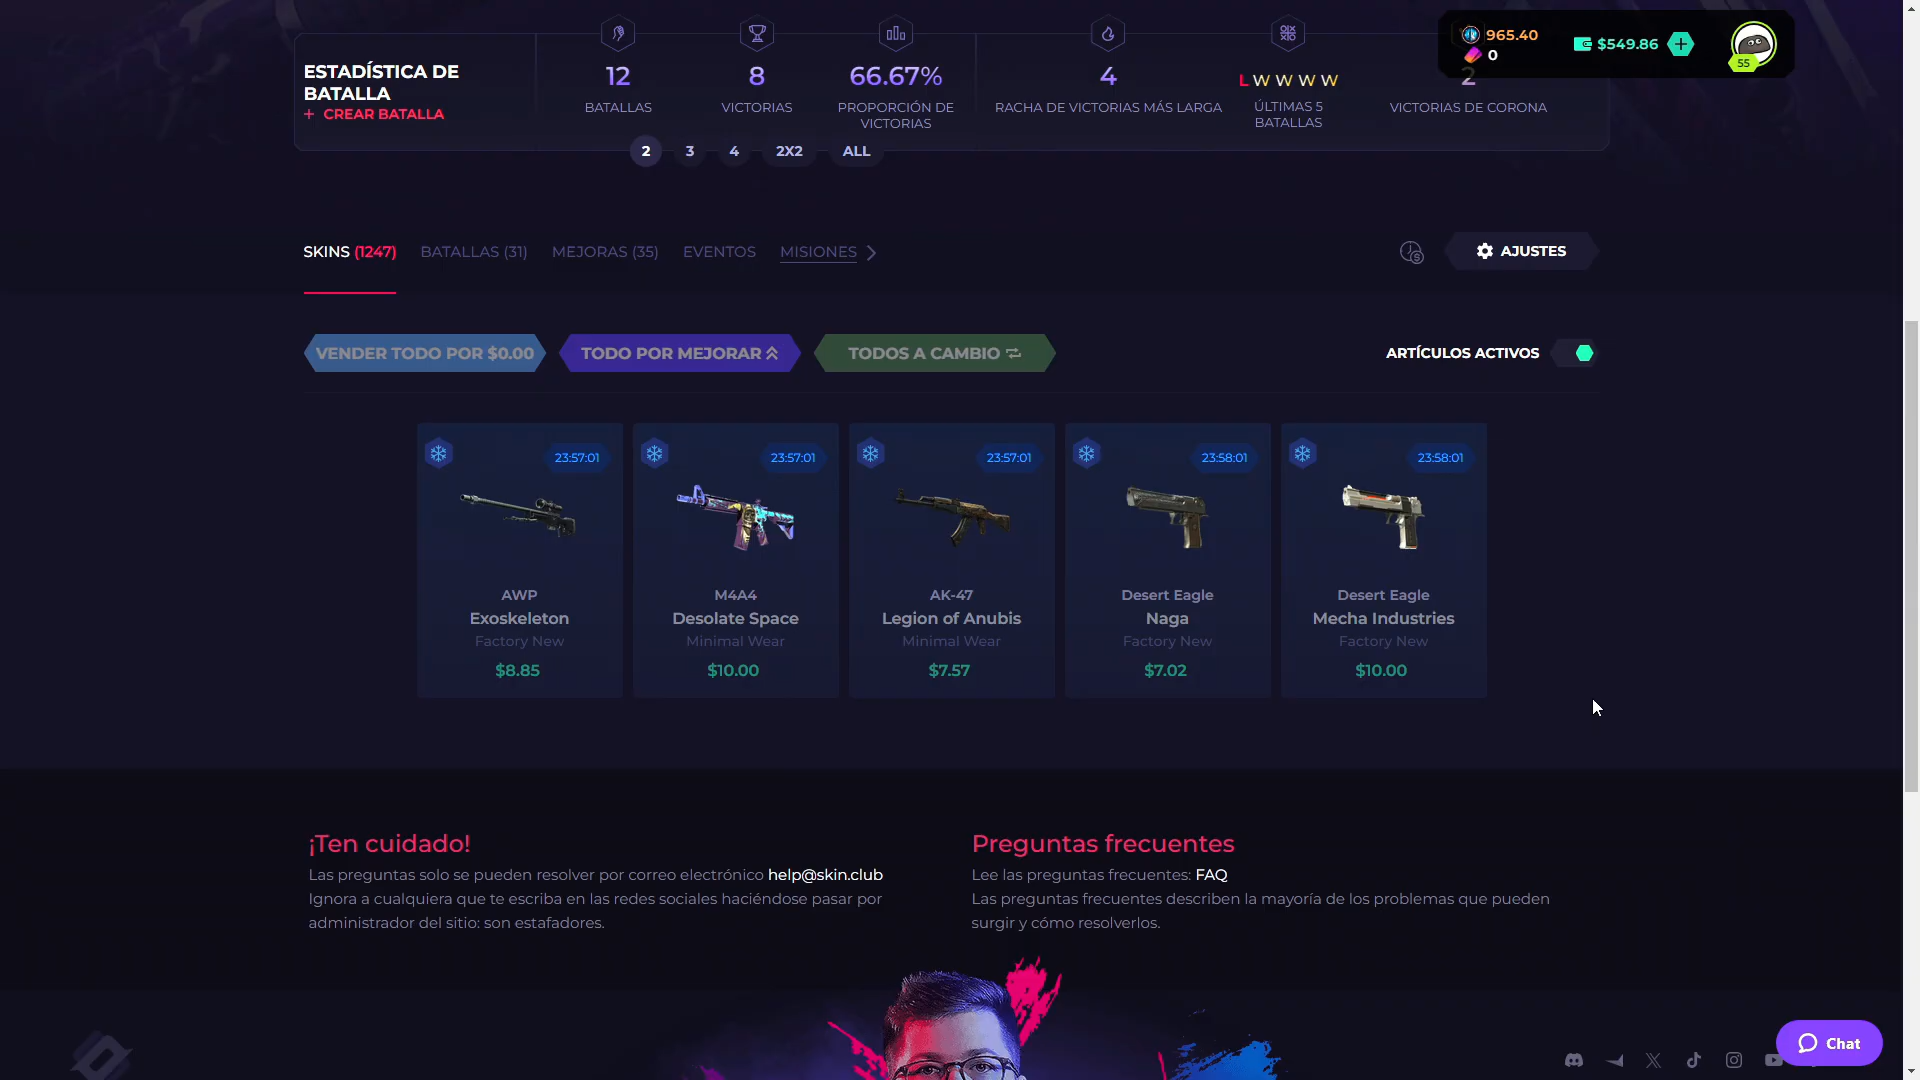 965.40
0
$549.86
55
ESTADÍSTICA DE
BATALLA
+ CREAR BATALLA
12
BATALLAS
8
VICTORIAS
66.67%
PROPORCIÓN DE
VICTORIAS
4
RACHA DE VICTORIAS MÁS LARGA
L W W W W
ÚLTIMAS 5
BATALLAS
2
VICTORIAS DE CORONA
2 3 4 2X2 ALL
SKINS (1247) BATALLAS (31) MEJORAS (35) EVENTOS MISIONES
AJUSTES
VENDER TODO POR $0.00
TODO POR MEJORAR
TODOS A CAMBIO
ARTÍCULOS ACTIVOS
23:57:01
AWP
Exoskeleton
Factory New
$8.85
23:57:01
M4A4
Desolate Space
Minimal Wear
$10.00
23:57:01
AK-47
Legion of Anubis
Minimal Wear
$7.57
23:58:01
Desert Eagle
Naga
Factory New
$7.02
23:58:01
Desert Eagle
Mecha Industries
Factory New
$10.00
¡Ten cuidado!
Las preguntas solo se pueden resolver por correo electrónico help@skin.club
Ignora a cualquiera que te escriba en las redes sociales haciéndose pasar por
administrador del sitio: son estafadores.
Preguntas frecuentes
Lee las preguntas frecuentes: FAQ
Las preguntas frecuentes describen la mayoría de los problemas que pueden
surgir y cómo resolverlos.
Chat